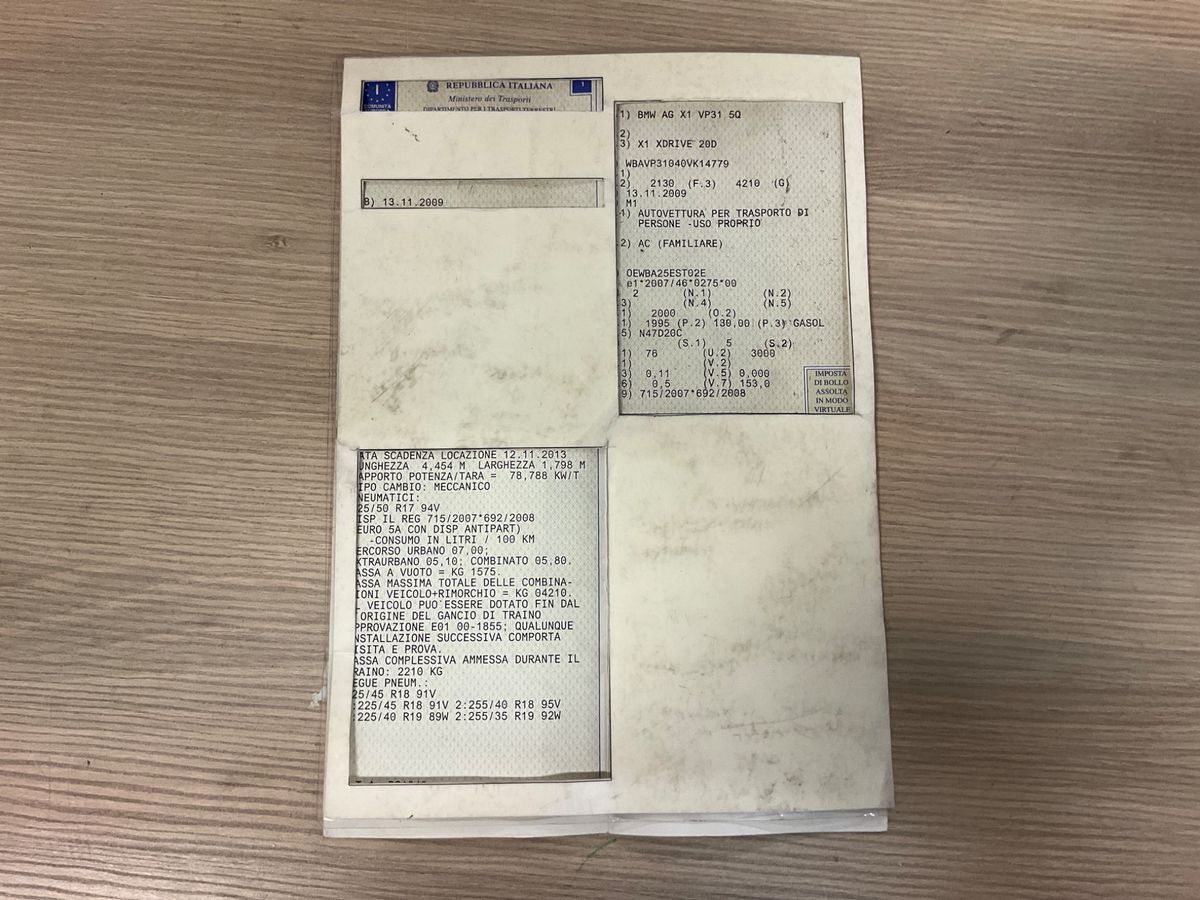 I
COMUNITÀ
REPUBBLICA ITALIANA
1
Ministero dei Trasporti
DIPARTIMENTO PER I TRASPORTI TERRESTRI
B) 13.11.2009
.1) BMW AG X1 VP31 5Q
2)
3) X1 XDRIVE 20D
) WBAVP31040VK14779
1)
2) 2130 (F.3) 4210 (G)
) 13.11.2009
) M1
1) AUTOVETTURA PER TRASPORTO DI
PERSONE -USO PROPRIO
.2) AC (FAMILIARE)
) OEWBA25EST02E
) e1*2007/46*0275*00
) 2 (N.1) (N.2)
3) (N.4) (N.5)
1) 2000 (O.2)
1) 1995 (P.2) 130,00 (P.3) GASOL
5) N47D20C
(S.1) 5 (S.2)
1) 76 (U.2) 3000
1) (V.2)
3) 0,11 (V.5) 0,000
6) 0,5 (V.7) 153,0
9) 715/2007*692/2008
IMPOSTA
DI BOLLO
ASSOLTA
IN MODO
VIRTUALE
ATA SCADENZA LOCAZIONE 12.11.2013
UNGHEZZA 4,454 M LARGHEZZA 1,798 M
APPORTO POTENZA/TARA = 78,788 KW/T
IPO CAMBIO: MECCANICO
NEUMATICI:
25/50 R17 94V
ISP IL REG 715/2007*692/2008
EURO 5A CON DISP ANTIPART)
-CONSUMO IN LITRI / 100 KM
ERCORSO URBANO 07,00;
XTRAURBANO 05,10; COMBINATO 05,80.
ASSA A VUOTO = KG 1575.
ASSA MASSIMA TOTALE DELLE COMBINA-
IONI VEICOLO+RIMORCHIO = KG 04210.
L VEICOLO PUO ESSERE DOTATO FIN DAL
ORIGINE DEL GANCIO DI TRAINO
PPROVAZIONE E01 00-1855; QUALUNQUE
NSTALLAZIONE SUCCESSIVA COMPORTA
ISITA E PROVA.
ASSA COMPLESSIVA AMMESSA DURANTE IL
RAINO: 2210 KG
EGUE PNEUM.:
25/45 R18 91V
:225/45 R18 91V 2:255/40 R18 95V
:225/40 R19 89W 2:255/35 R19 92W